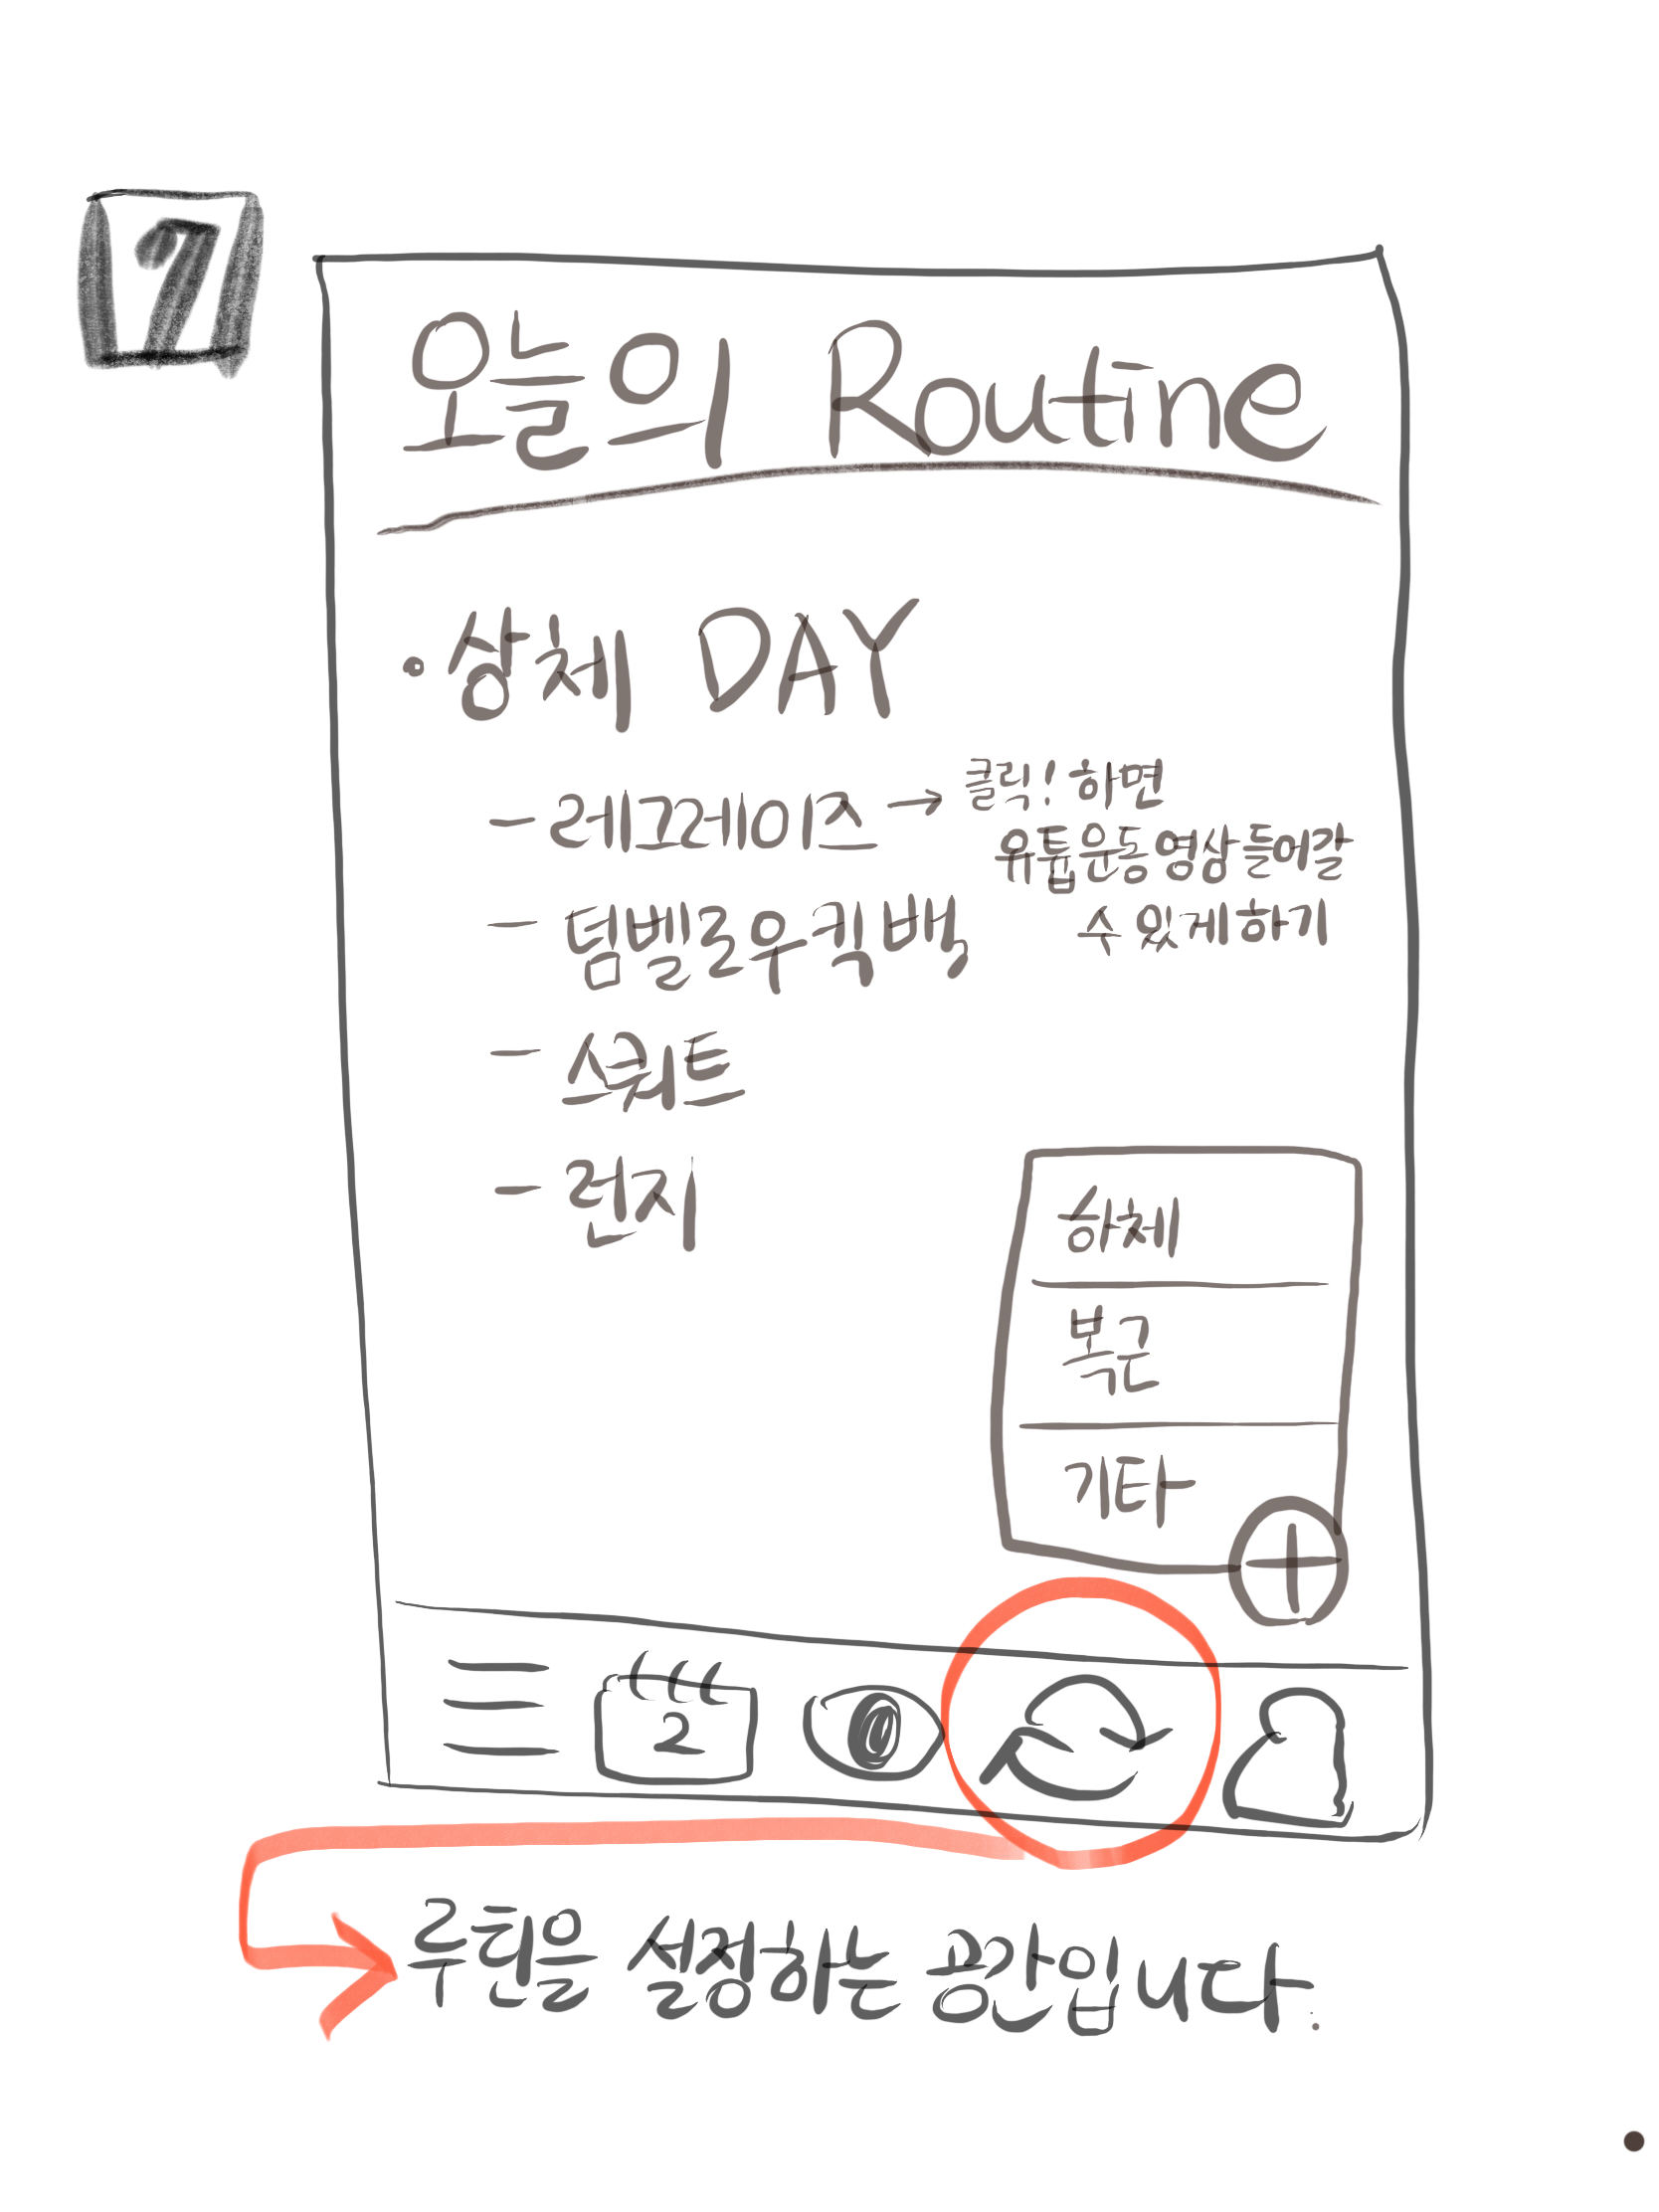 7
오늘의 Routine
• 상체 DAY
- 레그레이즈 → 클릭! 하면
유튭운동영상들어갈
수 있게하기
- 덤벨로우킥백
- 스쿼트
- 런지
하체
복근
기타
+
2
루틴을 설정하는 공간입니다.